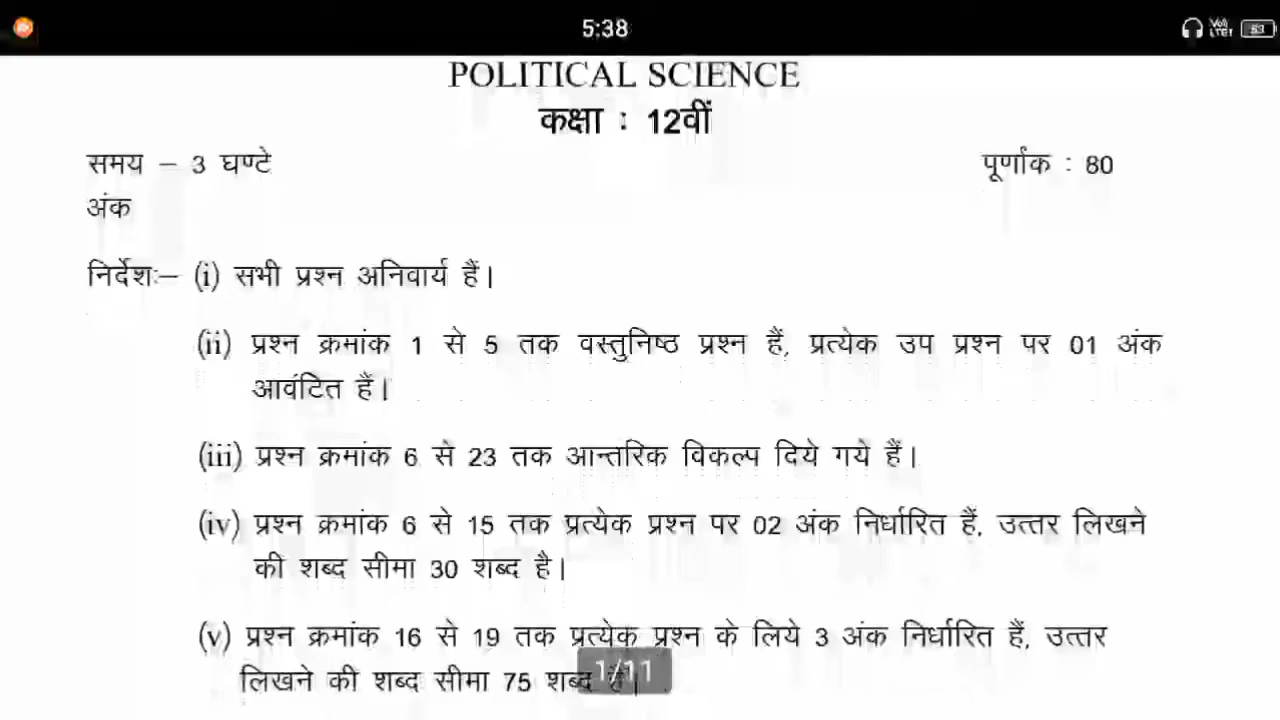 5:38
53
POLITICAL SCIENCE
कक्षा : 12वीं
समय – 3 घण्टे पूर्णांक : 80
अंक
निर्देशः– (i) सभी प्रश्न अनिवार्य हैं।
(ii) प्रश्न क्रमांक 1 से 5 तक वस्तुनिष्ठ प्रश्न हैं, प्रत्येक उप प्रश्न पर 01 अंक
आवंटित हैं।
(iii) प्रश्न क्रमांक 6 से 23 तक आन्तरिक विकल्प दिये गये हैं।
(iv) प्रश्न क्रमांक 6 से 15 तक प्रत्येक प्रश्न पर 02 अंक निर्धारित हैं, उत्तर लिखने
की शब्द सीमा 30 शब्द है।
(v) प्रश्न क्रमांक 16 से 19 तक प्रत्येक प्रश्न के लिये 3 अंक निर्धारित हैं, उत्तर
लिखने की शब्द सीमा 75 शब्द है।
1/11